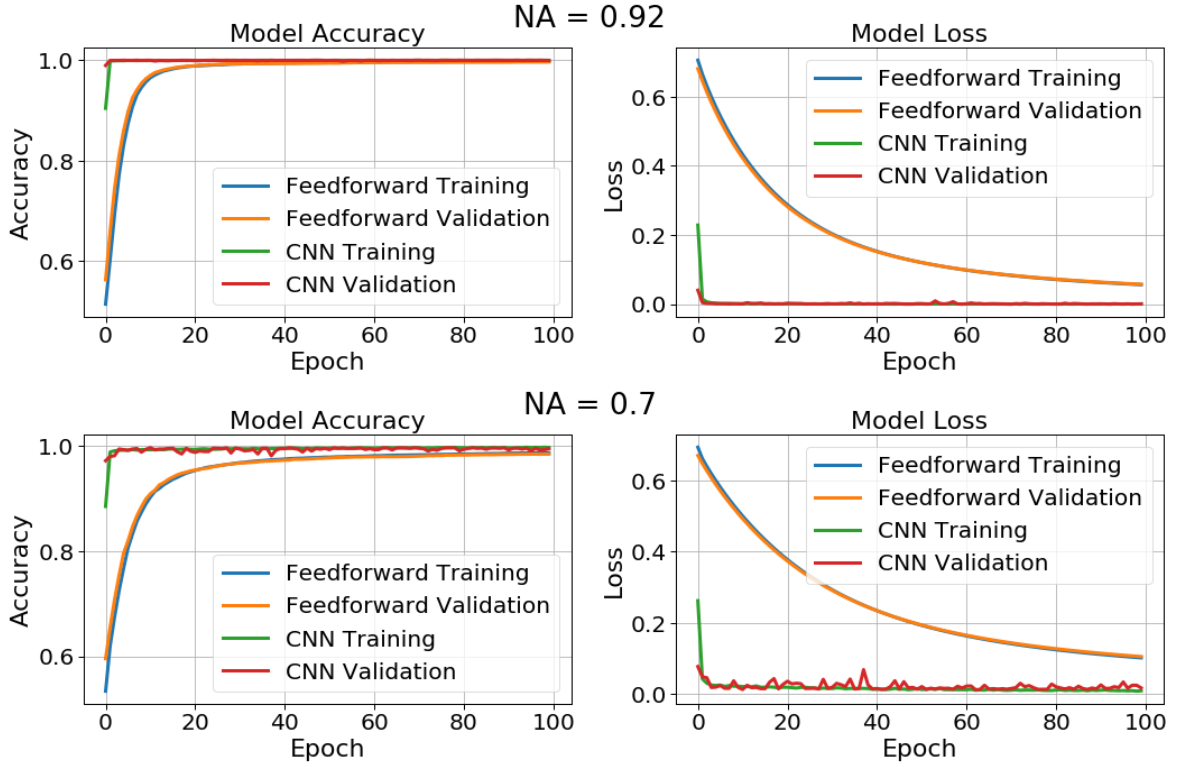 NA = 0.92
Model Accuracy
Accuracy
1.0
0.8
0.6
Feedforward Training
Feedforward Validation
CNN Training
CNN Validation
0 20 40 60 80 100
Epoch
Model Loss
Loss
0.6
0.4
0.2
0.0
Feedforward Training
Feedforward Validation
CNN Training
CNN Validation
0 20 40 60 80 100
Epoch
NA = 0.7
Model Accuracy
Accuracy
1.0
0.8
0.6
Feedforward Training
Feedforward Validation
CNN Training
CNN Validation
0 20 40 60 80 100
Epoch
Model Loss
Loss
0.6
0.4
0.2
0.0
Feedforward Training
Feedforward Validation
CNN Training
CNN Validation
0 20 40 60 80 100
Epoch